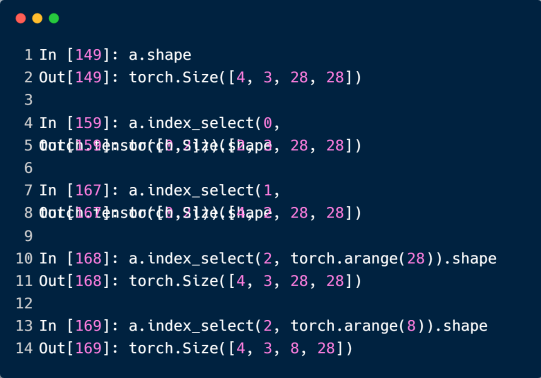 1 In [149]: a.shape
2 Out[149]: torch.Size([4, 3, 28, 28])
3
4 In [159]: a.index_select(0,
5 Out[159]: torch.Size([2, 3, 28, 28])
6
7 In [167]: a.index_select(1,
8 Out[167]: torch.Size([4, 2, 28, 28])
9
10 In [168]: a.index_select(2, torch.arange(28)).shape
11 Out[168]: torch.Size([4, 3, 28, 28])
12
13 In [169]: a.index_select(2, torch.arange(8)).shape
14 Out[169]: torch.Size([4, 3, 8, 28])